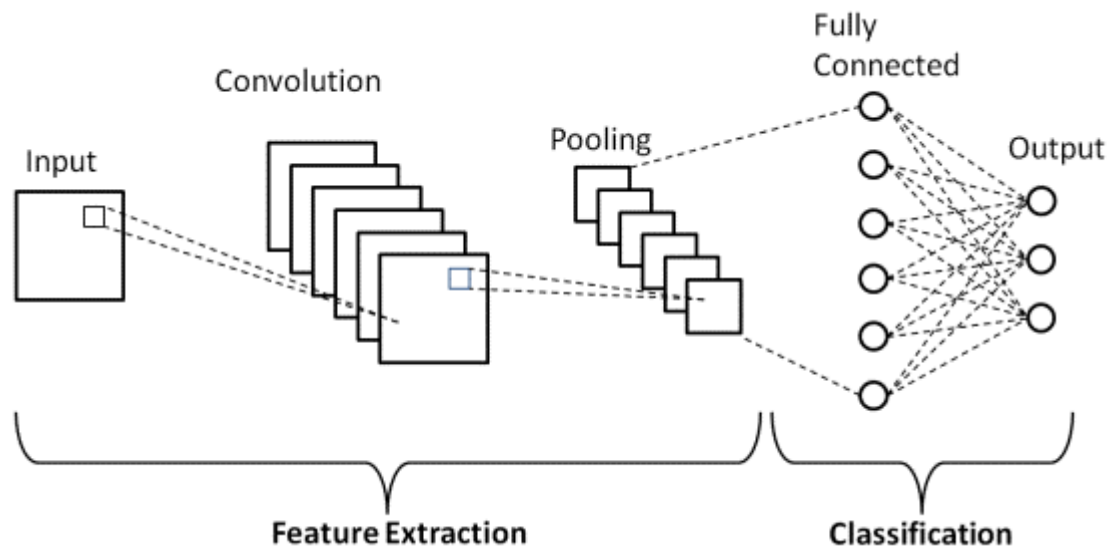 Input
Convolution
Pooling
Fully
Connected
Output
Feature Extraction
Classification